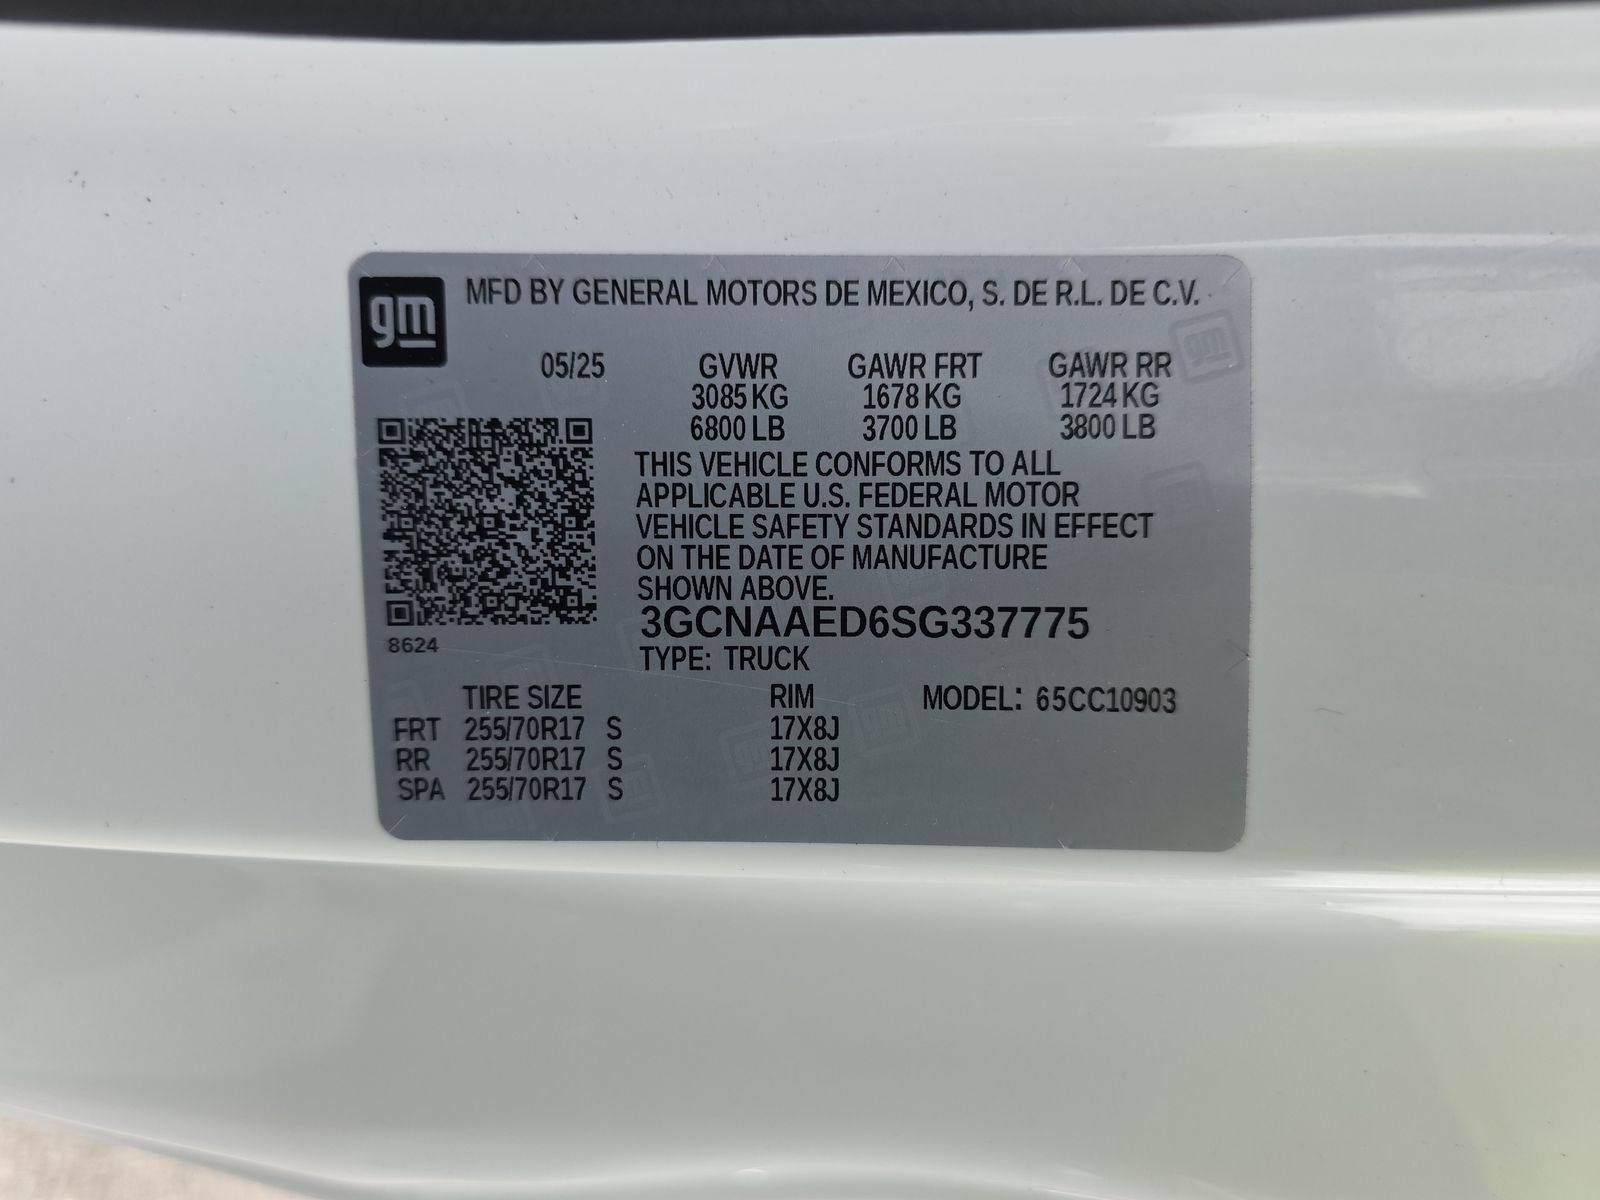 gm MFD BY GENERAL MOTORS DE MEXICO, S. DE R.L. DE C.V.
05/25 GVWR GAWR FRT GAWR RR
3085 KG 1678 KG 1724 KG
6800 LB 3700 LB 3800 LB
THIS VEHICLE CONFORMS TO ALL
APPLICABLE U.S. FEDERAL MOTOR
VEHICLE SAFETY STANDARDS IN EFFECT
ON THE DATE OF MANUFACTURE
SHOWN ABOVE.
3GCNAAED6SG337775
8624
TYPE: TRUCK
TIRE SIZE RIM MODEL: 65CC10903
FRT 255/70R17 S 17X8J
RR 255/70R17 S 17X8J
SPA 255/70R17 S 17X8J